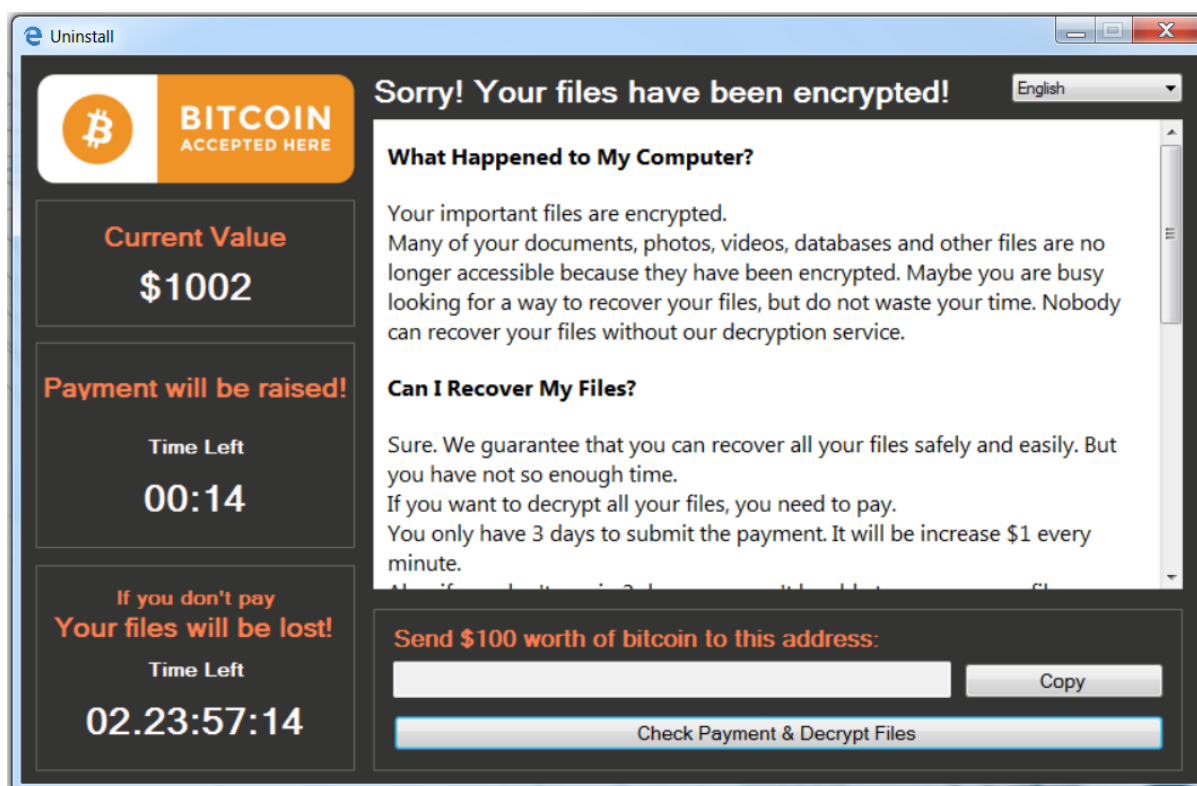 Uninstall
BITCOIN
ACCEPTED HERE
Current Value
$1002
Payment will be raised!
Time Left
00:14
If you don't pay
Your files will be lost!
Time Left
02.23:57:14
Sorry! Your files have been encrypted!
English
What Happened to My Computer?
Your important files are encrypted.
Many of your documents, photos, videos, databases and other files are no
longer accessible because they have been encrypted. Maybe you are busy
looking for a way to recover your files, but do not waste your time. Nobody
can recover your files without our decryption service.
Can I Recover My Files?
Sure. We guarantee that you can recover all your files safely and easily. But
you have not so enough time.
If you want to decrypt all your files, you need to pay.
You only have 3 days to submit the payment. It will be increase $1 every
minute.
Send $100 worth of bitcoin to this address:
Copy
Check Payment & Decrypt Files